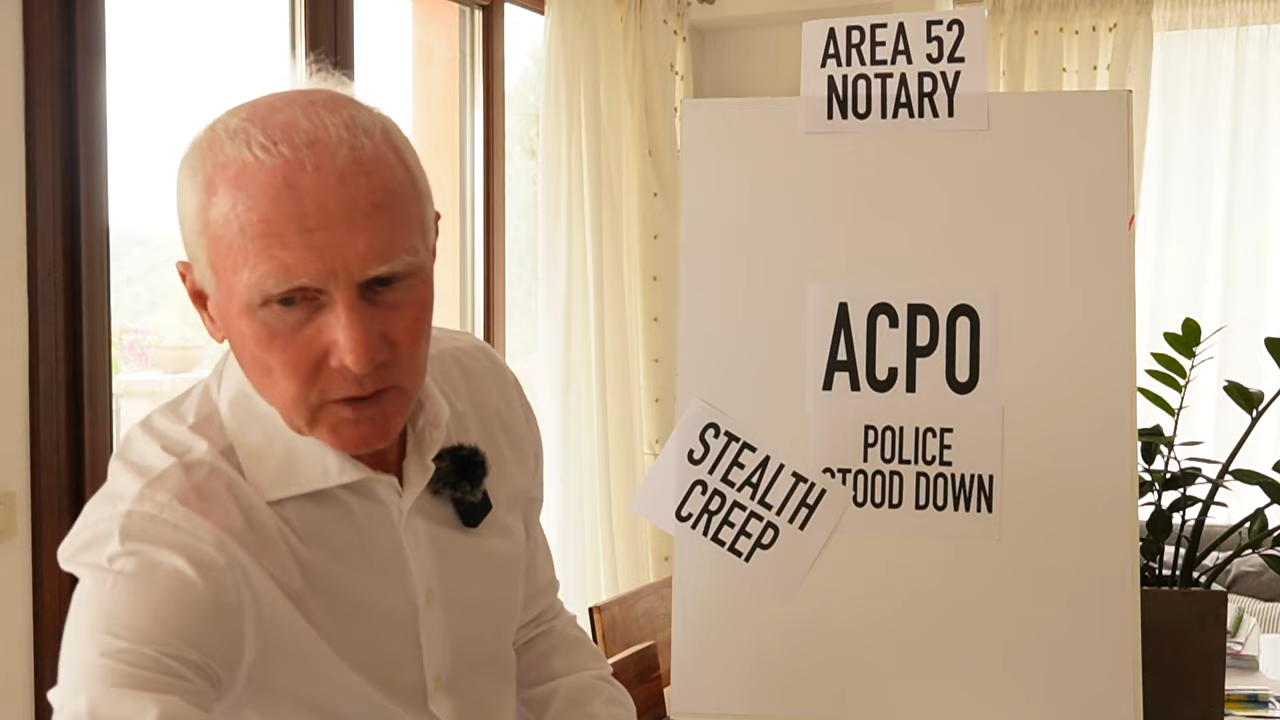 AREA 52
NOTARY
ACPO
POLICE
STOOD DOWN
STEALTH
CREEP